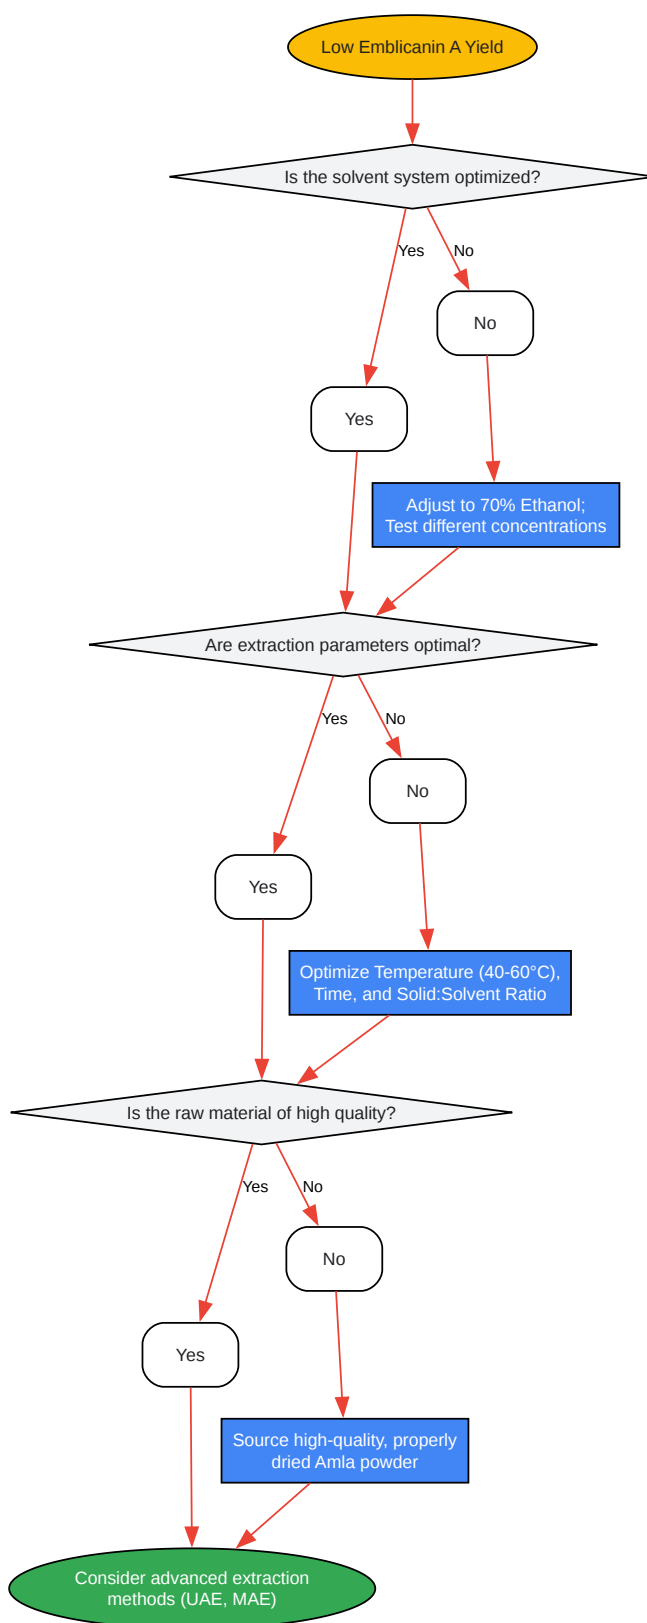 Low Emblicanin A Yield
Is the solvent system optimized?
Yes
No
No
Yes
Adjust to 70% Ethanol;
Test different concentrations
Are extraction parameters optimal?
Yes
No
No
Yes
Optimize Temperature (40-60°C),
Time, and Solid:Solvent Ratio
Is the raw material of high quality?
Yes
No
No
Yes
Source high-quality, properly
dried Amla powder
Consider advanced extraction
methods (UAE, MAE)